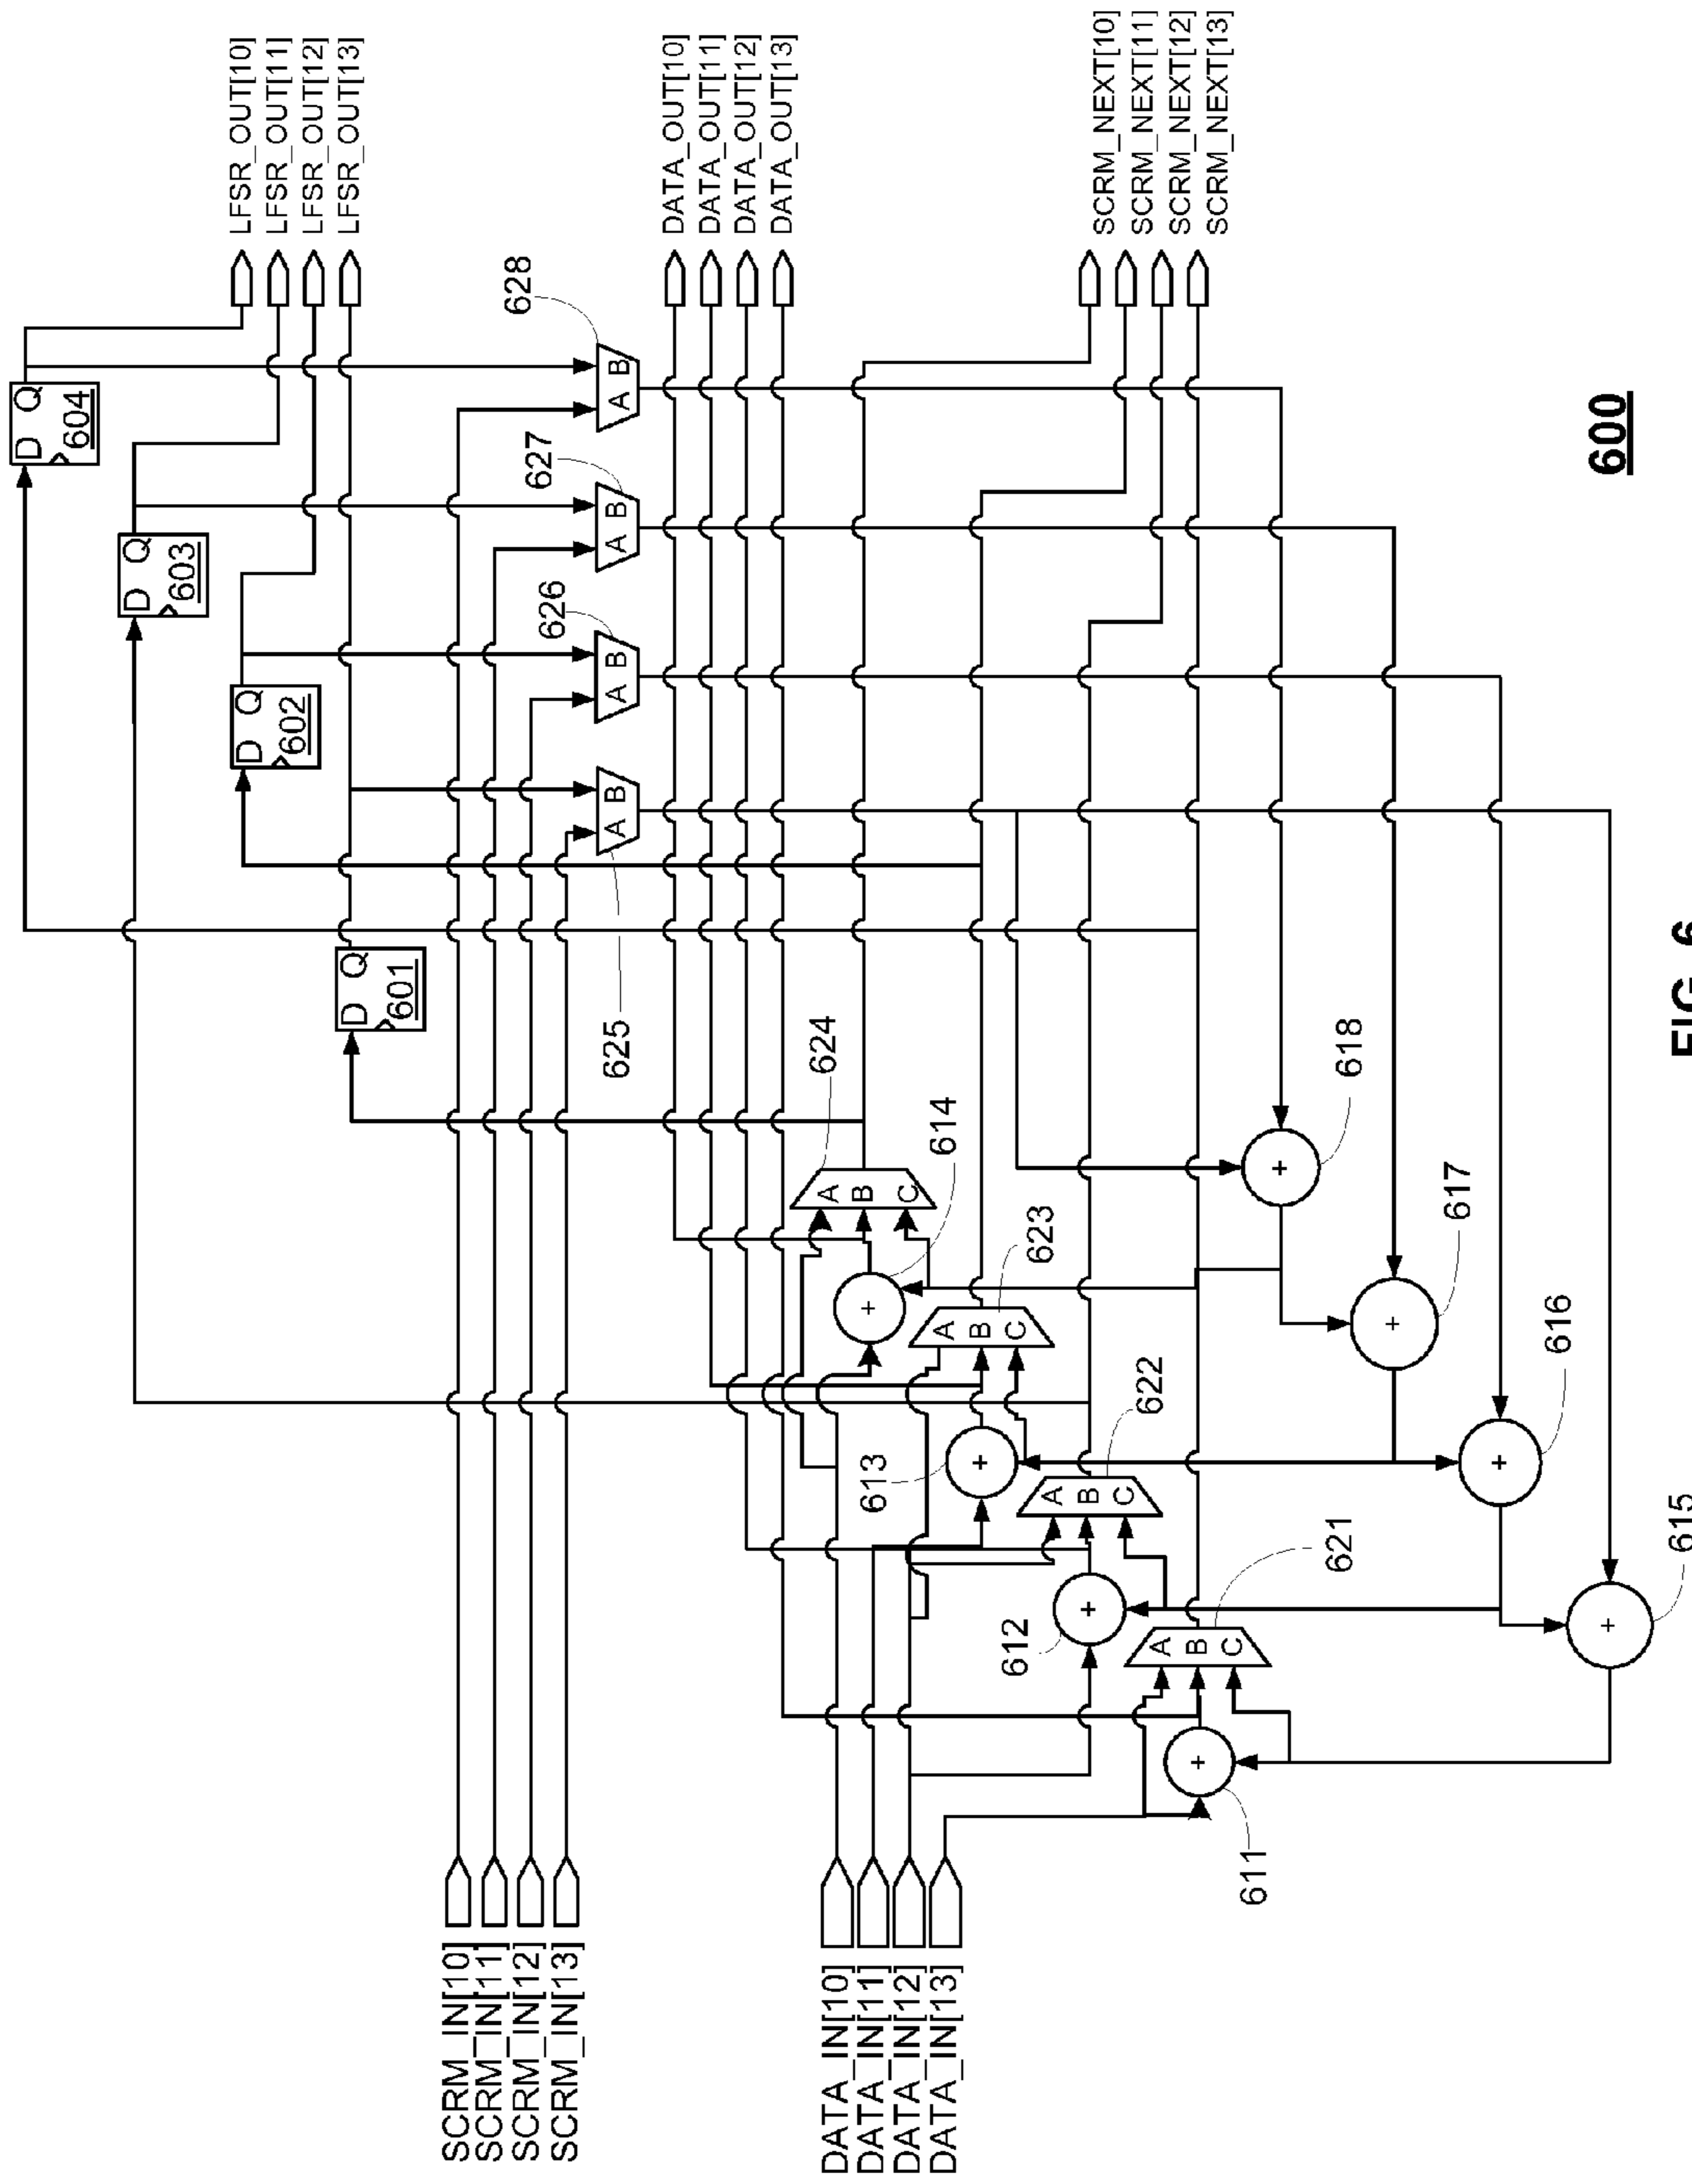 LFSR_OUT[10]
LFSR_OUT[11]
LFSR_OUT[12]
LFSR_OUT[13]
D Q
604
D Q
603
D Q
602
D Q
601
SCRM_IN[10]
SCRM_IN[11]
SCRM_IN[12]
SCRM_IN[13]
A B
628
A B
627
A B
626
A B
625
DATA_OUT[10]
DATA_OUT[11]
DATA_OUT[12]
DATA_OUT[13]
DATA_IN[10]
DATA_IN[11]
DATA_IN[12]
DATA_IN[13]
A
B
C
624
+
614
A
B
C
623
+
613
A
B
C
622
+
612
A
B
C
621
+
611
SCRM_NEXT[10]
SCRM_NEXT[11]
SCRM_NEXT[12]
SCRM_NEXT[13]
+
618
+
617
+
616
+
615
600
FIG. 6